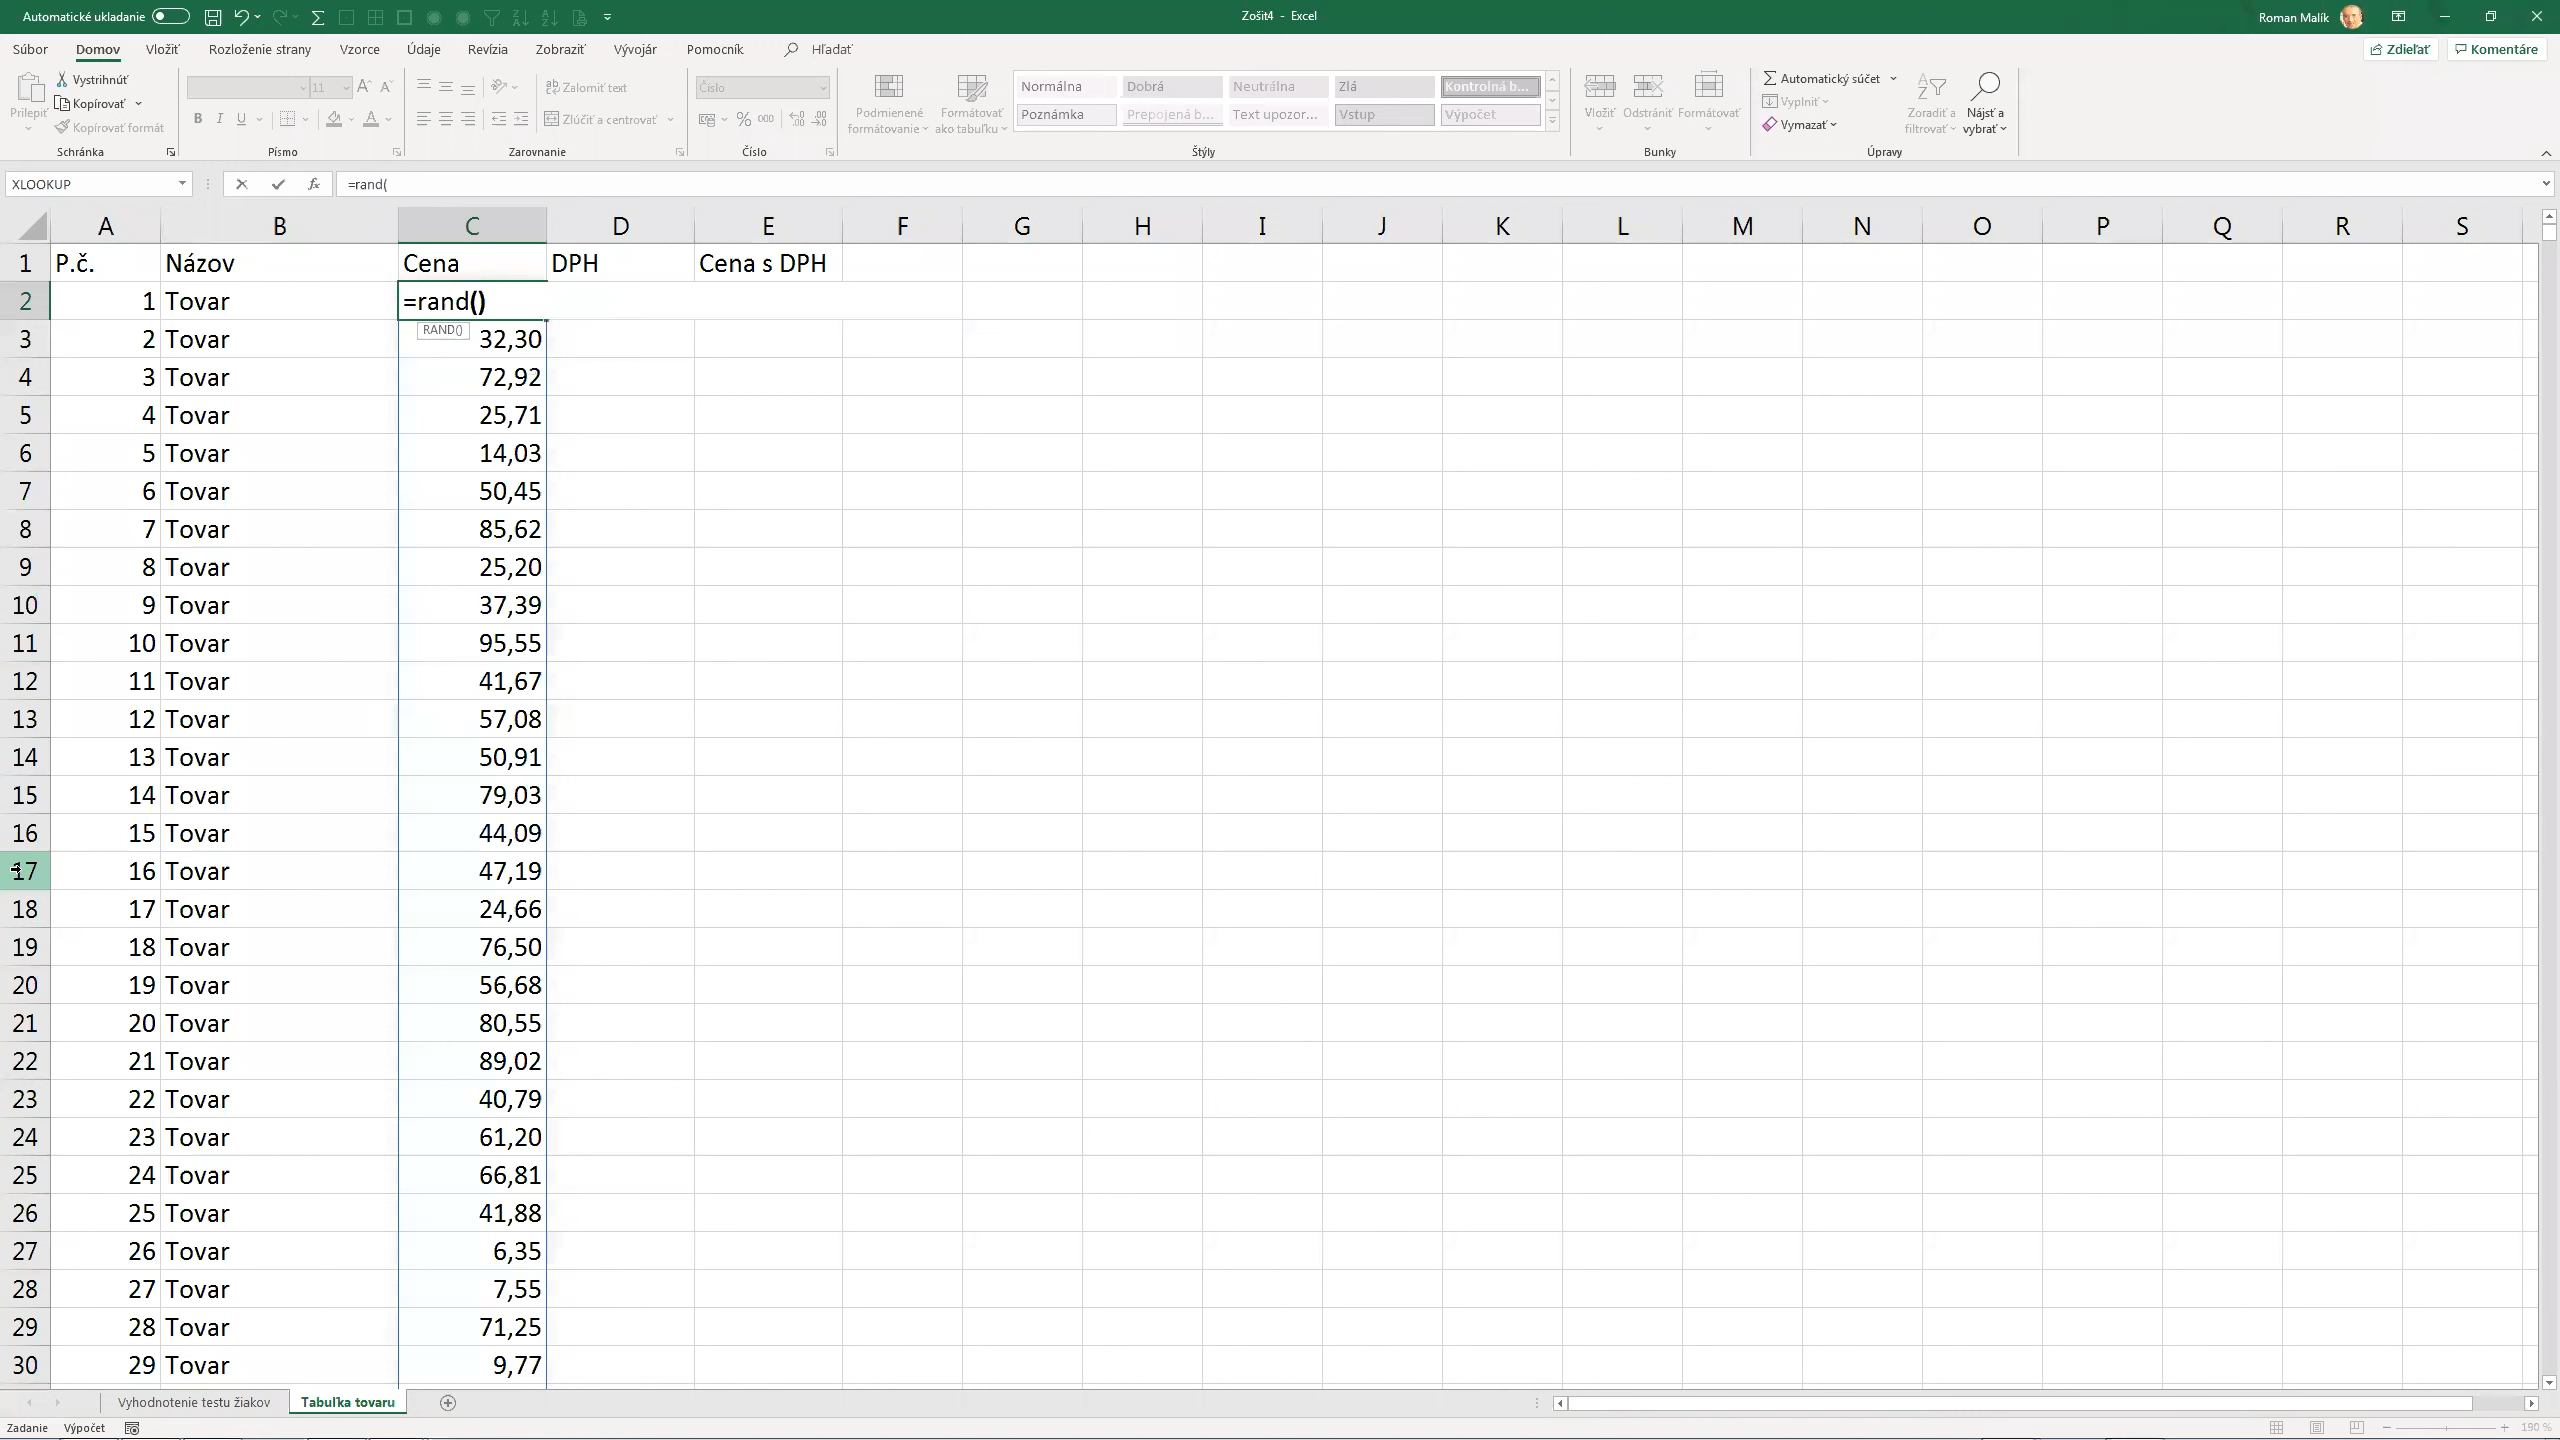 Automatické ukladanie
Zošit4 - Excel
Roman Malík
Súbor Domov Vložiť Rozloženie strany Vzorce Údaje Revízia Zobraziť Vývojár Pomocník Hľadať Zdieľať Komentáre
Prilepiť
Vystrihnúť
Kopírovať
Kopírovať formát
Schránka
11
B I U
Písmo
Zalomiť text
Zlúčiť a centrovať
Zarovnanie
Číslo
% 000
Číslo
Podmienené formátovanie
Formátovať ako tabuľku
Normálna Dobrá Neutrálna Zlá Kontrolná b...
Poznámka Prepojená b... Text upozor... Vstup Výpočet
Štýly
Vložiť Odstrániť Formátovať
Bunky
Automatický súčet
Vyplniť
Vymazať
Zoradiť a filtrovať
Nájsť a vybrať
Úpravy
XLOOKUP fx =rand(
A B C D E F G H I J K L M N O P Q R S
1 P.č. Názov Cena DPH Cena s DPH
2 1 Tovar =rand()
RAND()
3 2 Tovar 32,30
4 3 Tovar 72,92
5 4 Tovar 25,71
6 5 Tovar 14,03
7 6 Tovar 50,45
8 7 Tovar 85,62
9 8 Tovar 25,20
10 9 Tovar 37,39
11 10 Tovar 95,55
12 11 Tovar 41,67
13 12 Tovar 57,08
14 13 Tovar 50,91
15 14 Tovar 79,03
16 15 Tovar 44,09
17 16 Tovar 47,19
18 17 Tovar 24,66
19 18 Tovar 76,50
20 19 Tovar 56,68
21 20 Tovar 80,55
22 21 Tovar 89,02
23 22 Tovar 40,79
24 23 Tovar 61,20
25 24 Tovar 66,81
26 25 Tovar 41,88
27 26 Tovar 6,35
28 27 Tovar 7,55
29 28 Tovar 71,25
30 29 Tovar 9,77
Vyhodnotenie testu žiakov Tabuľka tovaru
Zadanie Výpočet 190 %